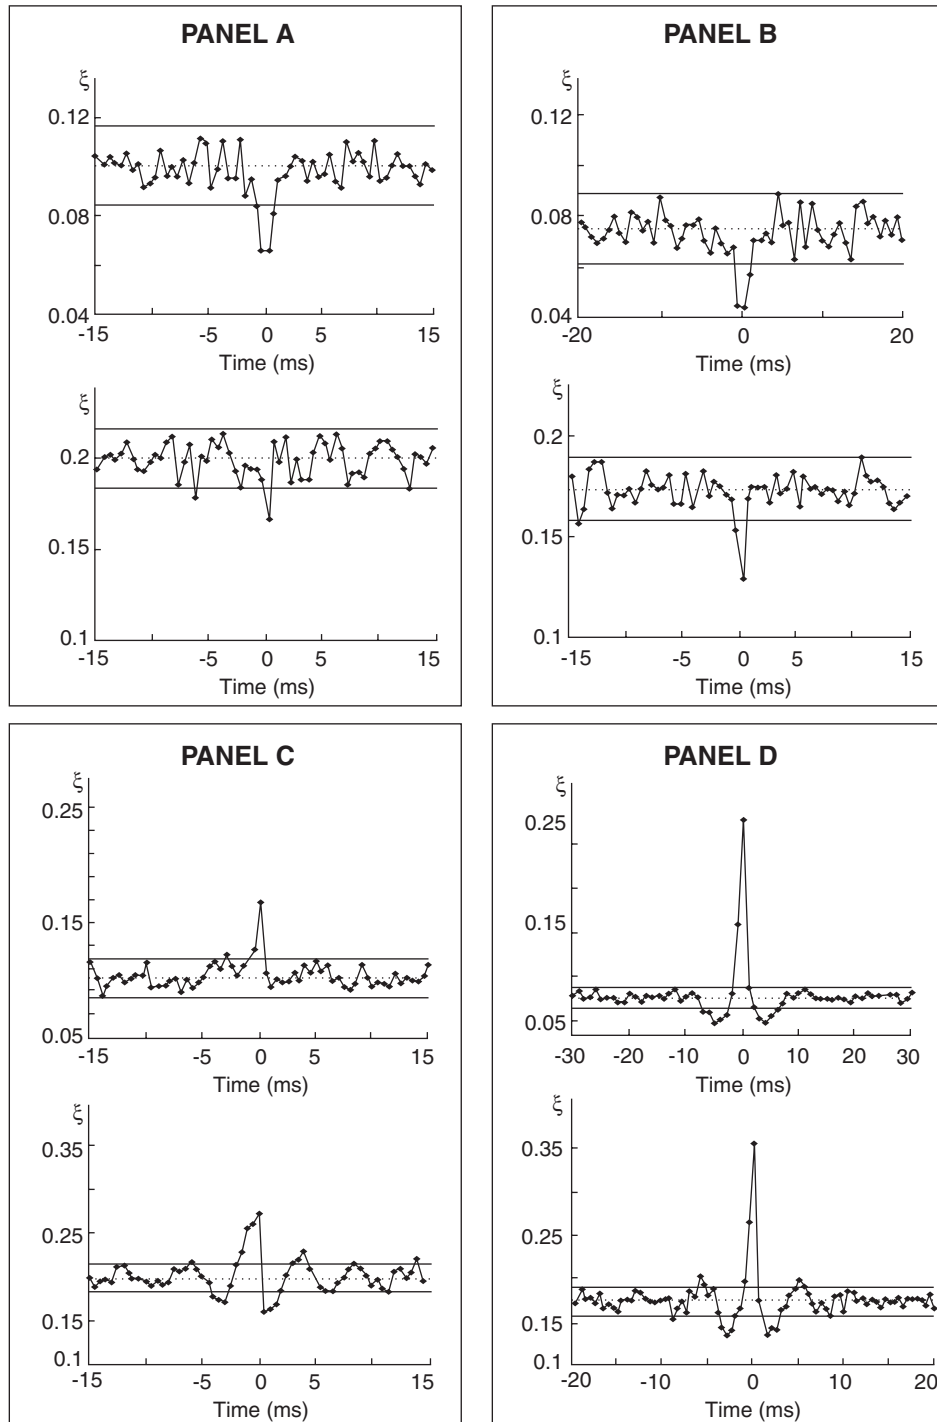 PANEL A
ξ
0.12
0.08
0.04
-15 -5 0 5 15
Time (ms)
ξ
0.2
0.15
0.1
-15 -5 0 5 15
Time (ms)
PANEL B
ξ
0.12
0.08
0.04
-20 0 20
Time (ms)
ξ
0.2
0.15
0.1
-15 -5 0 5 15
Time (ms)
PANEL C
ξ
0.25
0.15
0.05
-15 -5 0 5 15
Time (ms)
ξ
0.35
0.25
0.15
0.1
-15 -5 0 5 15
Time (ms)
PANEL D
ξ
0.25
0.15
0.05
-30 -20 -10 0 10 20 30
Time (ms)
ξ
0.35
0.25
0.15
0.1
-20 -10 0 10 20
Time (ms)